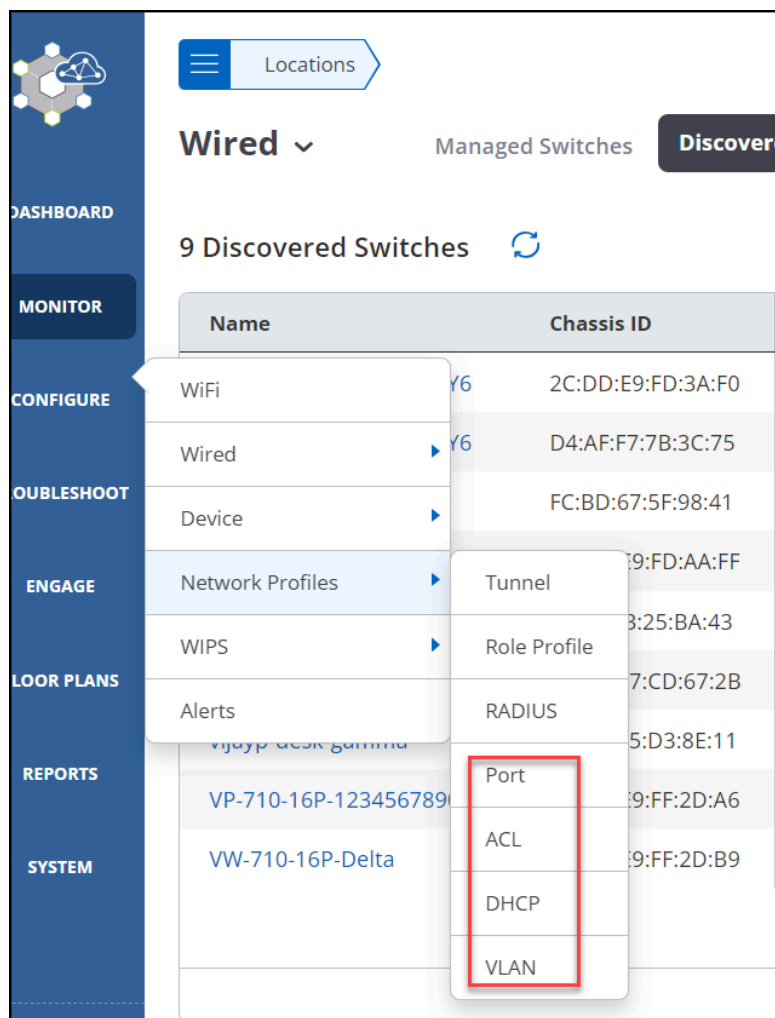 Locations
Wired
Managed Switches
DASHBOARD
9 Discovered Switches
MONITOR
Name
Chassis ID
CONFIGURE
WiFi
Y6
2C:DD:E9:FD:3A:F0
Wired
Y6
D4:AF:F7:7B:3C:75
Device
FC:BD:67:5F:98:41
ENGAGE
Network Profiles
Tunnel
E9:FD:AA:FF
WIPS
Role Profile
3:25:BA:43
7:CD:67:2B
Alerts
RADIUS
5:D3:8E:11
REPORTS
Port
VP-710-16P-123456789
E9:FF:2D:A6
ACL
SYSTEM
VW-710-16P-Delta
E9:FF:2D:B9
DHCP
VLAN